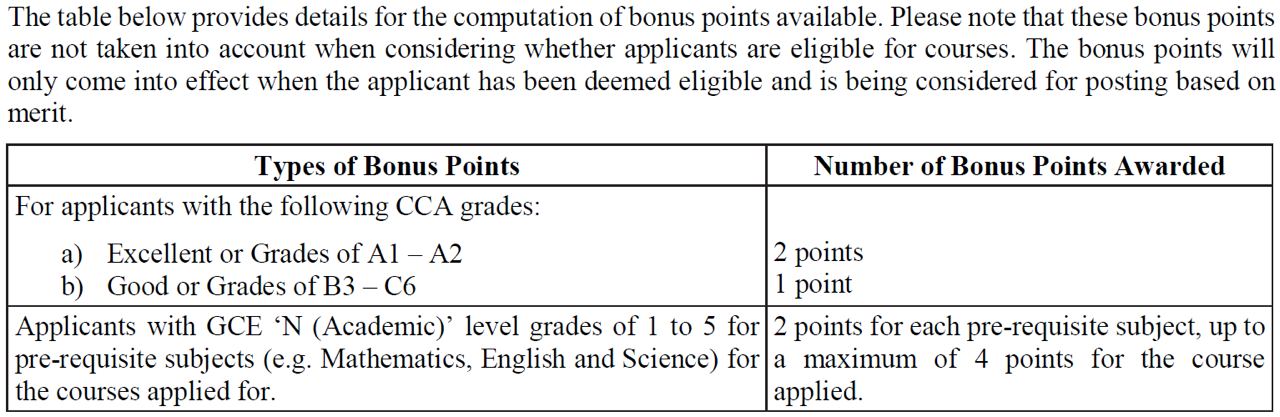 The table below provides details for the computation of bonus points available. Please note that these bonus points
are not taken into account when considering whether applicants are eligible for courses. The bonus points will
only come into effect when the applicant has been deemed eligible and is being considered for posting based on
merit.
Types of Bonus Points
Number of Bonus Points Awarded
For applicants with the following CCA grades:
a) Excellent or Grades of A1 – A2
2 points
b) Good or Grades of B3 – C6
1 point
Applicants with GCE ‘N (Academic)’ level grades of 1 to 5 for
pre-requisite subjects (e.g. Mathematics, English and Science) for
the courses applied for.
2 points for each pre-requisite subject, up to
a maximum of 4 points for the course
applied.